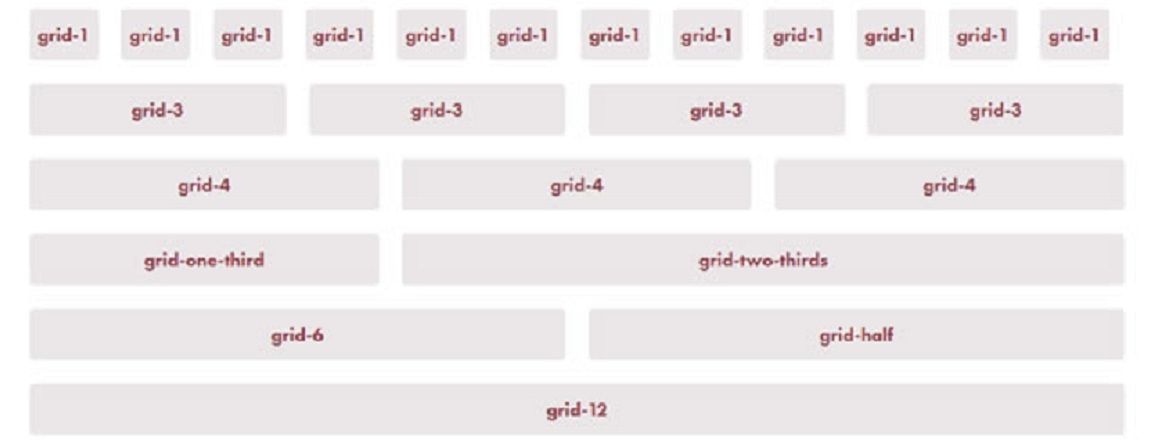 grid-1 grid-1 grid-1 grid-1 grid-1 grid-1 grid-1 grid-1 grid-1 grid-1 grid-1 grid-1
grid-3 grid-3 grid-3 grid-3
grid-4 grid-4 grid-4
grid-one-third grid-two-thirds
grid-6 grid-half
grid-12